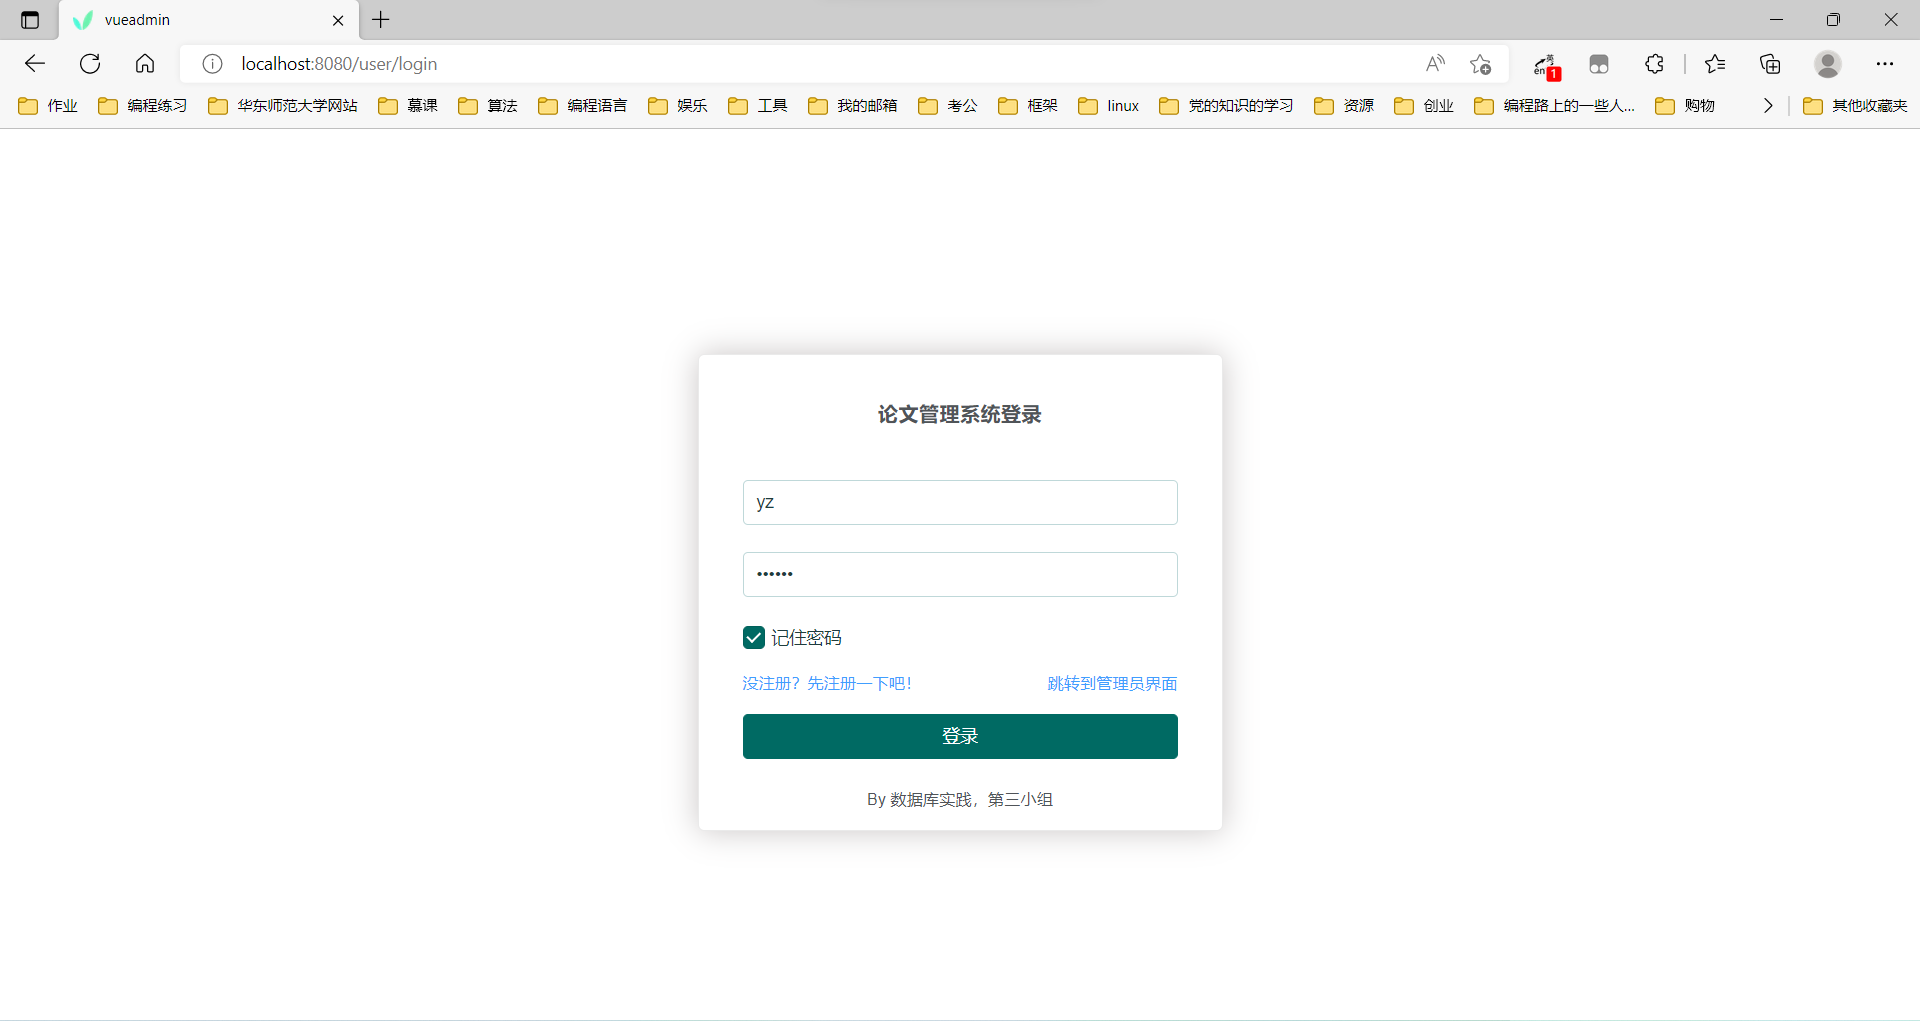 vueadmin
localhost:8080/user/login
en 英 1
作业 编程练习 华东师范大学网站 慕课 算法 编程语言 娱乐 工具 我的邮箱 考公 框架 linux 党的知识的学习 资源 创业 编程路上的一些人... 购物 其他收藏夹
论文管理系统登录
yz
••••••
记住密码
没注册？先注册一下吧！ 跳转到管理员界面
登录
By 数据库实践，第三小组